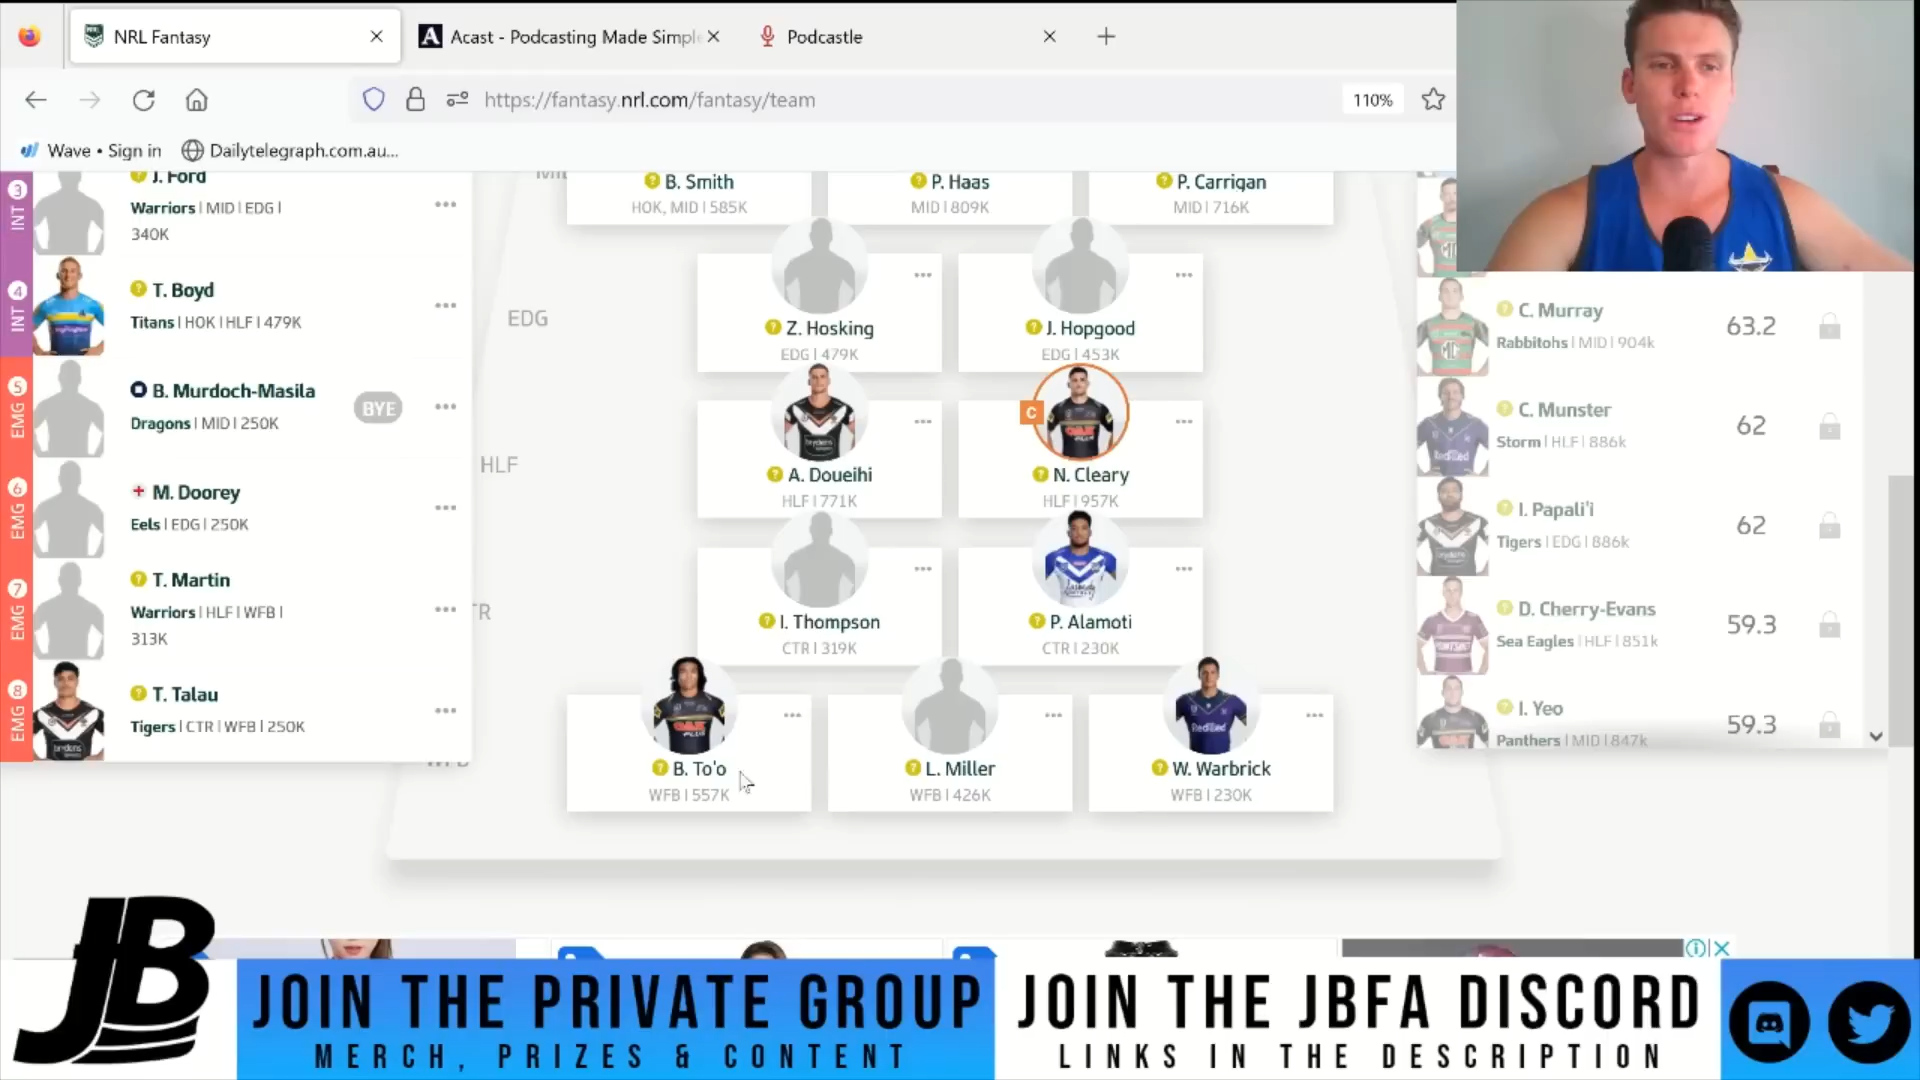 NRL Fantasy
Acast - Podcasting Made Simpl
Podcastle
https://fantasy.nrl.com/fantasy/team
110%
Wave • Sign in
Dailytelegraph.com.au...
3
INT
J. Ford
Warriors | MID | EDG |
340K
4
INT
T. Boyd
Titans | HOK | HLF | 479K
5
EMG
B. Murdoch-Masila
Dragons | MID | 250K
BYE
6
EMG
M. Doorey
Eels | EDG | 250K
7
EMG
T. Martin
Warriors | HLF | WFB |
313K
8
EMG
T. Talau
Tigers | CTR | WFB | 250K
B. Smith
HOK, MID | 585K
P. Haas
MID | 809K
P. Carrigan
MID | 716K
EDG
Z. Hosking
EDG | 479K
J. Hopgood
EDG | 453K
HLF
A. Doueihi
HLF | 771K
C
N. Cleary
HLF | 957K
I. Thompson
CTR | 319K
P. Alamoti
CTR | 230K
B. To'o
WFB | 557K
L. Miller
WFB | 426K
W. Warbrick
WFB | 230K
C. Murray
Rabbitohs | MID | 904k
63.2
C. Munster
Storm | HLF | 886k
62
I. Papali'i
Tigers | EDG | 886k
62
D. Cherry-Evans
Sea Eagles | HLF | 851k
59.3
I. Yeo
Panthers | MID | 847k
59.3
JB
JOIN THE PRIVATE GROUP
MERCH, PRIZES & CONTENT
JOIN THE JBFA DISCORD
LINKS IN THE DESCRIPTION